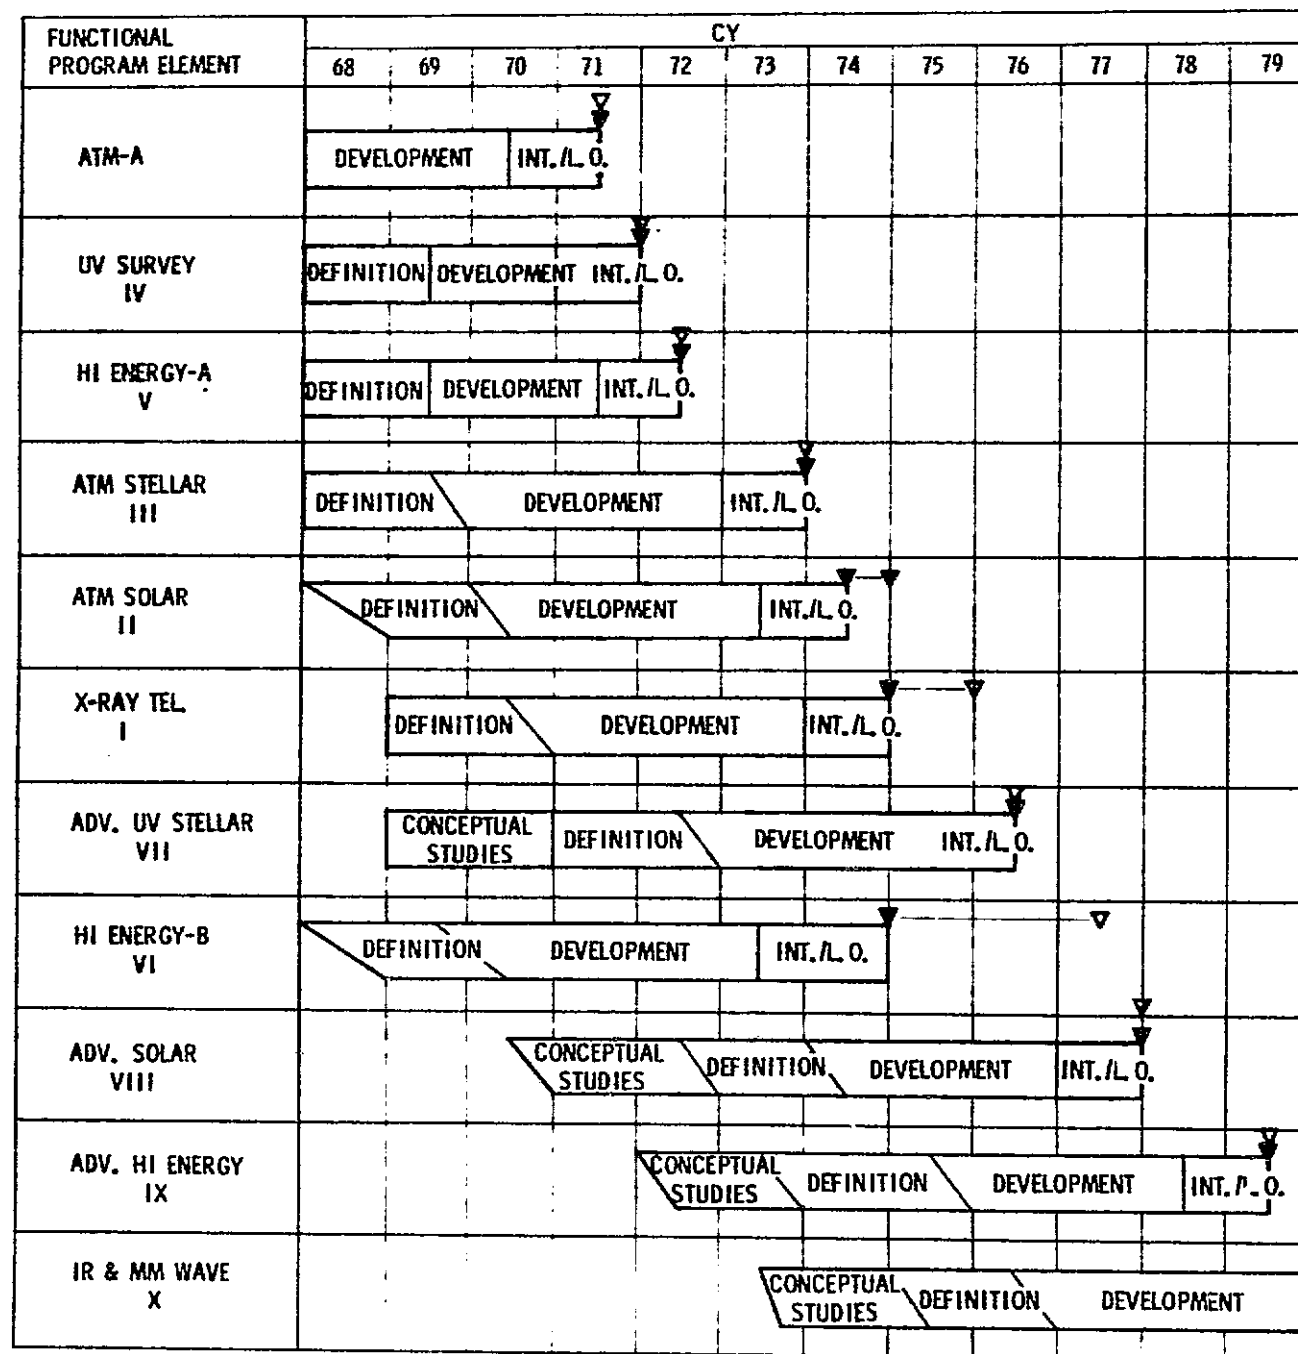 FUNCTIONAL
PROGRAM ELEMENT
CY
68 69 70 71 72 73 74 75 76 77 78 79
ATM-A
DEVELOPMENT INT./L. O.
UV SURVEY
IV
DEFINITION DEVELOPMENT INT./L. O.
HI ENERGY-A
V
DEFINITION DEVELOPMENT INT./L. O.
ATM STELLAR
III
DEFINITION DEVELOPMENT INT./L. O.
ATM SOLAR
II
DEFINITION DEVELOPMENT INT./L. O.
X-RAY TEL.
I
DEFINITION DEVELOPMENT INT./L. O.
ADV. UV STELLAR
VII
CONCEPTUAL
STUDIES
DEFINITION DEVELOPMENT INT./L. O.
HI ENERGY-B
VI
DEFINITION DEVELOPMENT INT./L. O.
ADV. SOLAR
VIII
CONCEPTUAL
STUDIES
DEFINITION DEVELOPMENT INT./L. O.
ADV. HI ENERGY
IX
CONCEPTUAL
STUDIES
DEFINITION DEVELOPMENT INT./L. O.
IR & MM WAVE
X
CONCEPTUAL
STUDIES
DEFINITION DEVELOPMENT